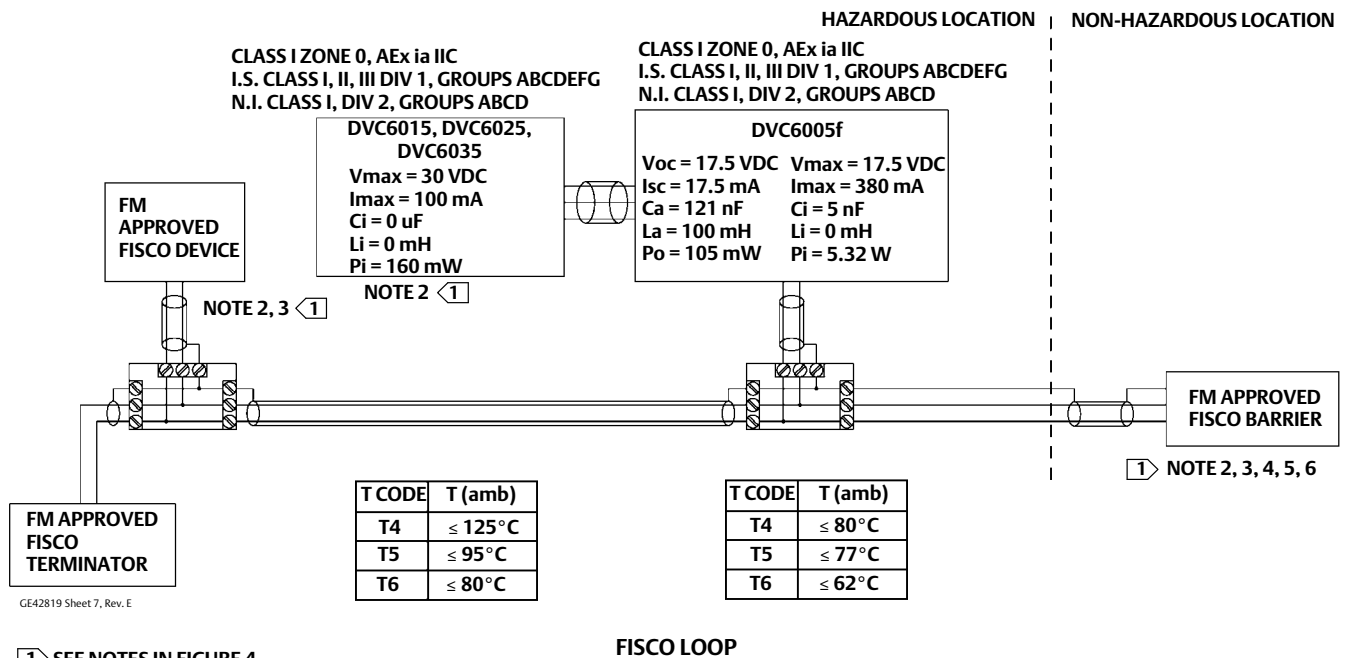 HAZARDOUS LOCATION
NON-HAZARDOUS LOCATION
CLASS I ZONE 0, AEx ia IIC
I.S. CLASS I, II, III DIV 1, GROUPS ABCDEFG
N.I. CLASS I, DIV 2, GROUPS ABCD
CLASS I ZONE 0, AEx ia IIC
I.S. CLASS I, II, III DIV 1, GROUPS ABCDEFG
N.I. CLASS I, DIV 2, GROUPS ABCD
DVC6015, DVC6025,
DVC6035
Vmax = 30 VDC
Imax = 100 mA
Ci = 0 uF
Li = 0 mH
Pi = 160 mW
NOTE 2 1
DVC6005f
Voc = 17.5 VDC Vmax = 17.5 VDC
Isc = 17.5 mA Imax = 380 mA
Ca = 121 nF Ci = 5 nF
La = 100 mH Li = 0 mH
Po = 105 mW Pi = 5.32 W
FM
APPROVED
FISCO DEVICE
NOTE 2, 3 1
FM APPROVED
FISCO BARRIER
1 NOTE 2, 3, 4, 5, 6
FM APPROVED
FISCO
TERMINATOR
T CODE T (amb)
T4 ≤ 125°C
T5 ≤ 95°C
T6 ≤ 80°C
T CODE T (amb)
T4 ≤ 80°C
T5 ≤ 77°C
T6 ≤ 62°C
GE42819 Sheet 7, Rev. E
FISCO LOOP
1 SEE NOTES IN FIGURE 4